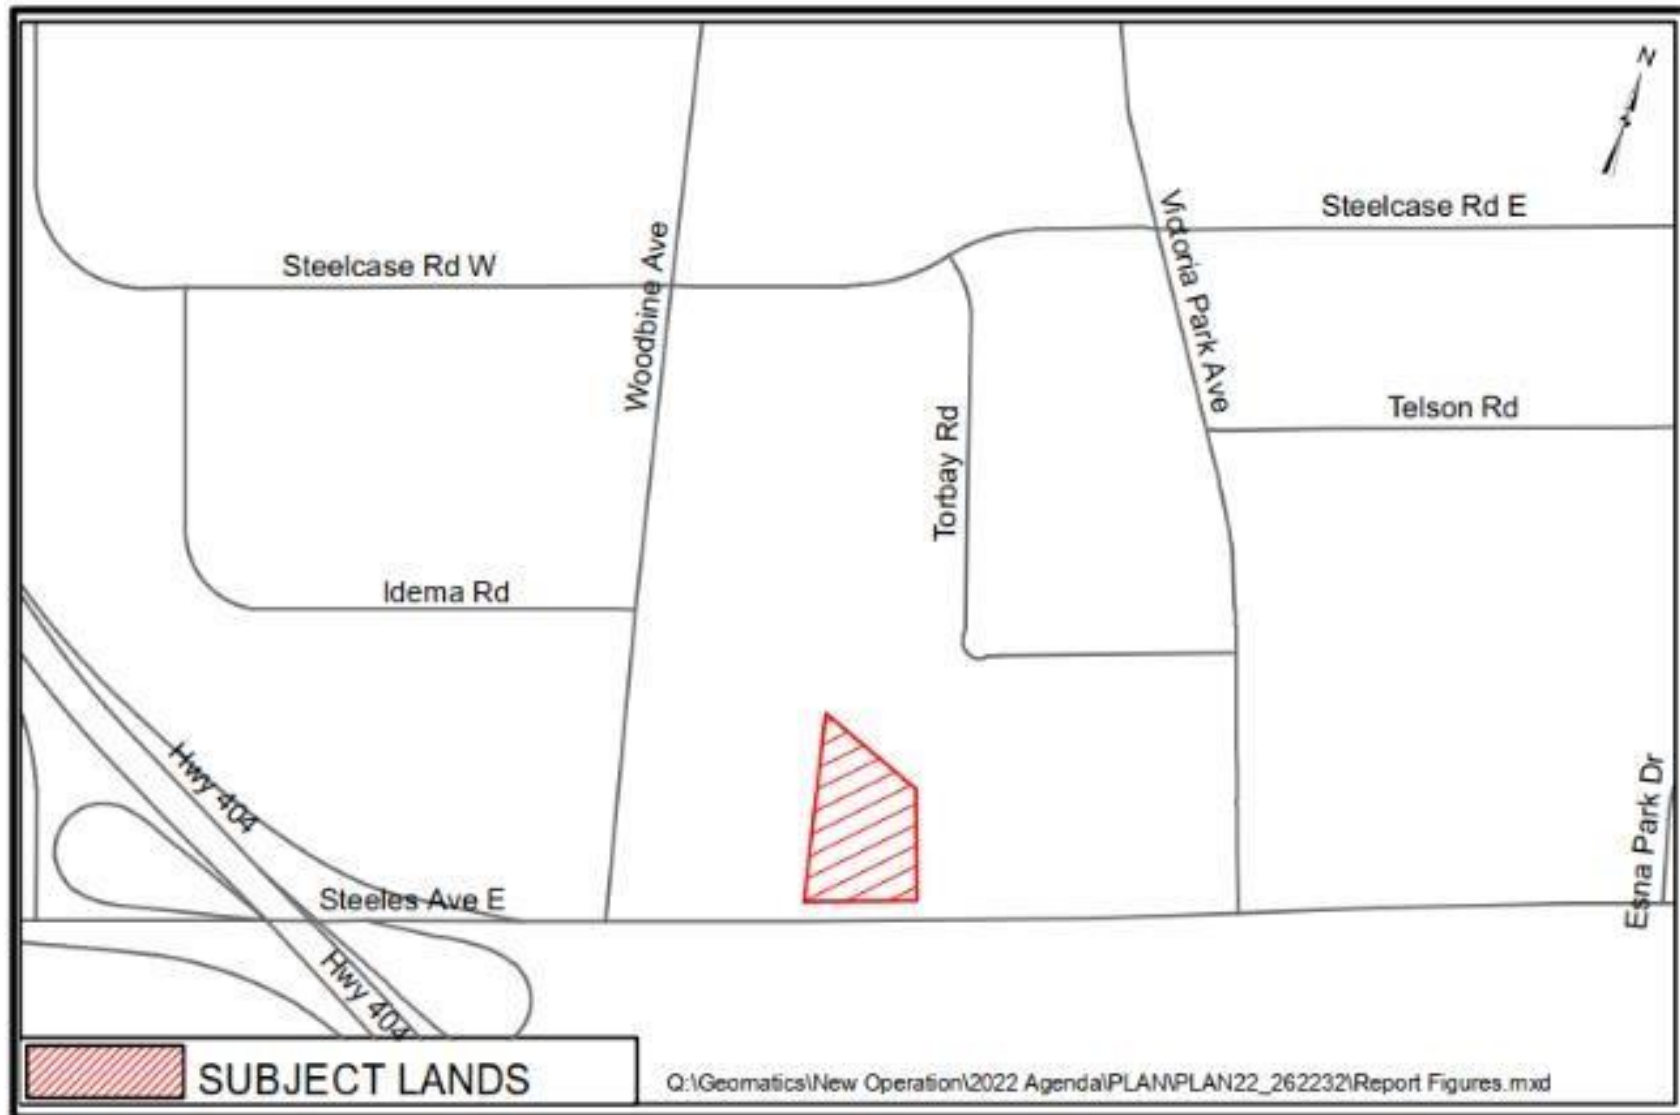 N
Steelcase Rd E
Victoria Park Ave
Steelcase Rd W
Woodbine Ave
Telson Rd
Torbay Rd
Idema Rd
Hwy 404
Esna Park Dr
Steeles Ave E
Hwy 404
SUBJECT LANDS
Q:\Geomatics\New Operation\2022 Agenda\PLAN\PLAN22_262232\Report Figures.mxd